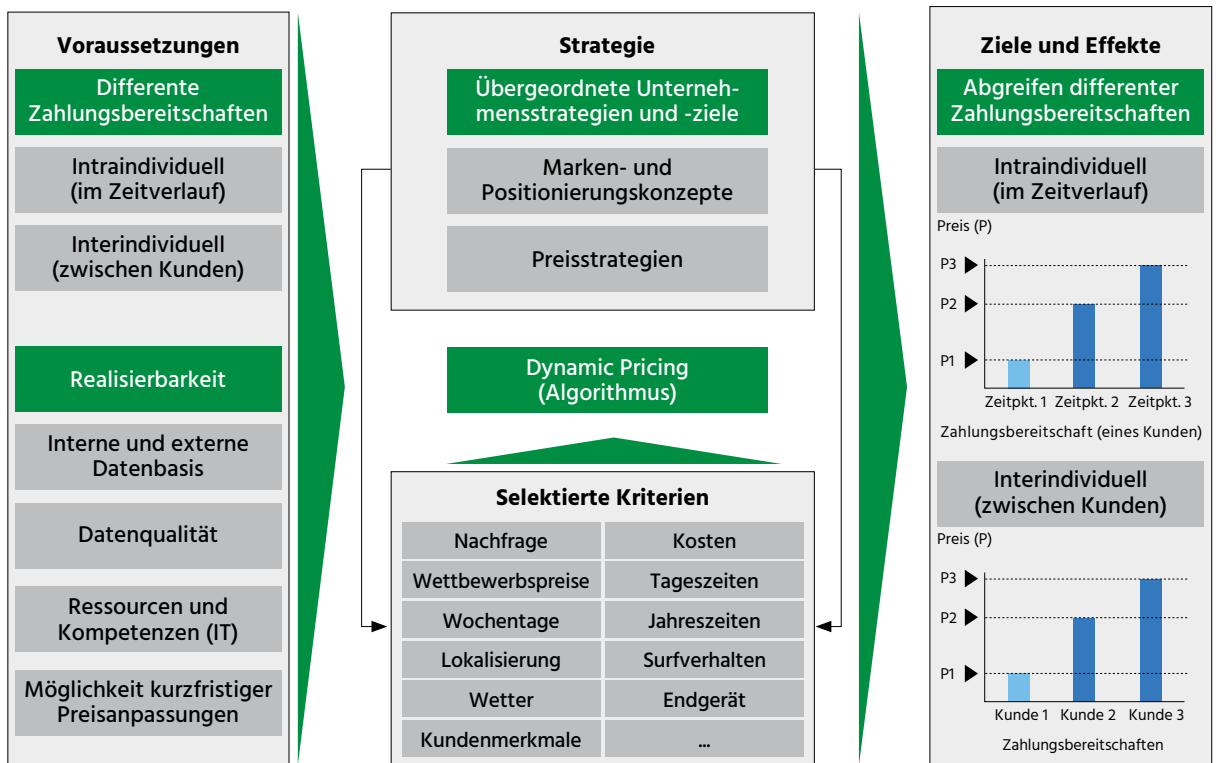 Voraussetzungen
Differente
Zahlungsbereitschaften
Intraindividuell
(im Zeitverlauf)
Interindividuell
(zwischen Kunden)
Realisierbarkeit
Interne und externe
Datenbasis
Datenqualität
Ressourcen und
Kompetenzen (IT)
Möglichkeit kurzfristiger
Preisanpassungen
Strategie
Übergeordnete Unterneh-
mensstrategien und -ziele
Marken- und
Positionierungskonzepte
Preisstrategien
Dynamic Pricing
(Algorithmus)
Selektierte Kriterien
Nachfrage
Kosten
Wettbewerbspreise
Tageszeiten
Wochentage
Jahreszeiten
Lokalisierung
Surfverhalten
Wetter
Endgerät
Kundenmerkmale
...
Ziele und Effekte
Abgreifen differenter
Zahlungsbereitschaften
Intraindividuell
(im Zeitverlauf)
Preis (P)
P3
P2
P1
Zeitpkt. 1 Zeitpkt. 2 Zeitpkt. 3
Zahlungsbereitschaft (eines Kunden)
Interindividuell
(zwischen Kunden)
Preis (P)
P3
P2
P1
Kunde 1 Kunde 2 Kunde 3
Zahlungsbereitschaften